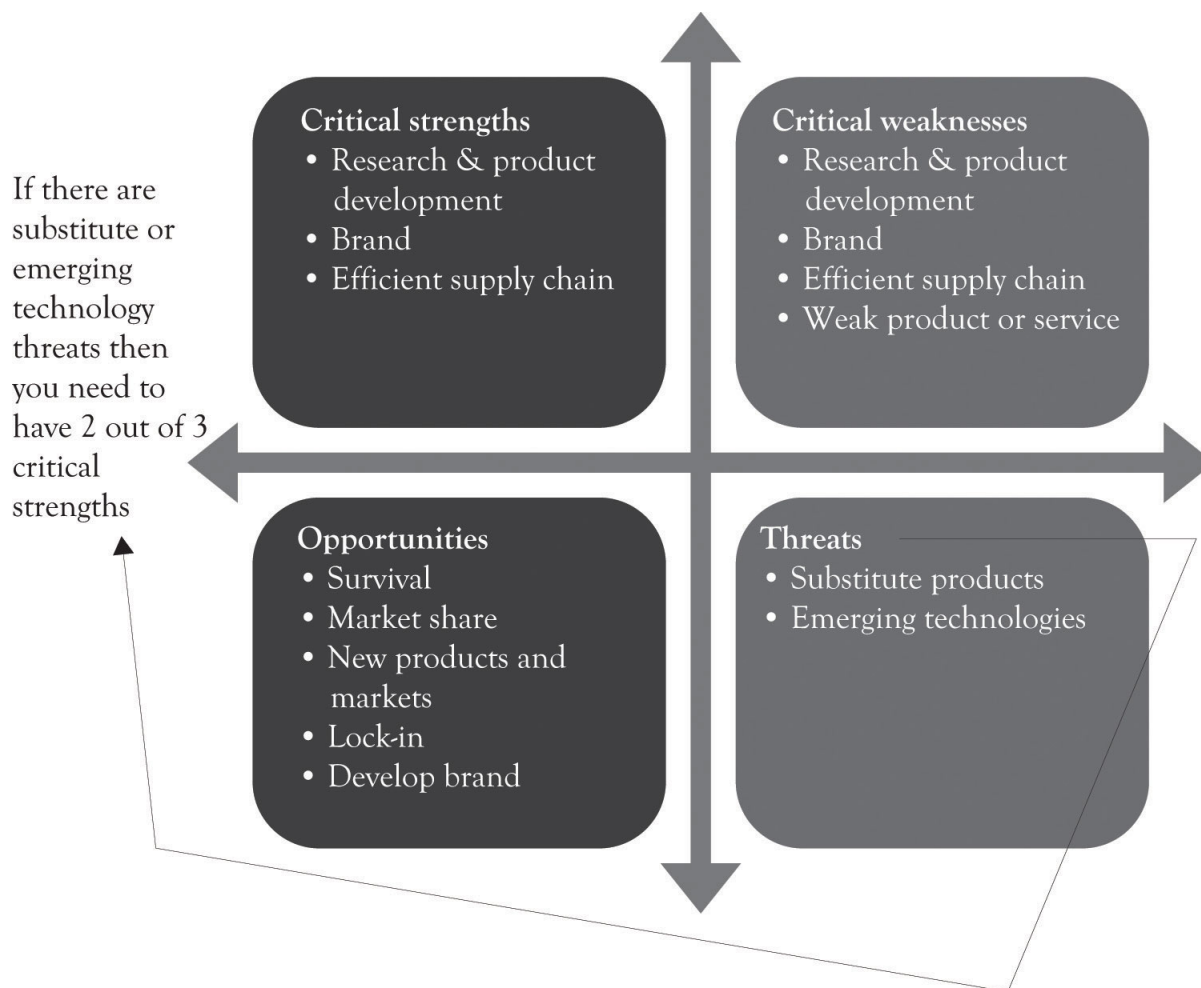 If there are
substitute or
emerging
technology
threats then
you need to
have 2 out of 3
critical
strengths
Critical strengths
• Research & product
development
• Brand
• Efficient supply chain
Critical weaknesses
• Research & product
development
• Brand
• Efficient supply chain
• Weak product or service
Opportunities
• Survival
• Market share
• New products and
markets
• Lock-in
• Develop brand
Threats
• Substitute products
• Emerging technologies